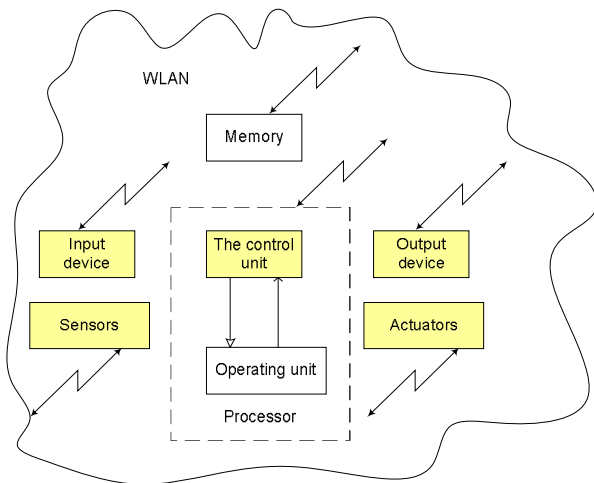 WLAN
Memory
Input
device
The control
unit
Output
device
Sensors
Actuators
Operating unit
Processor